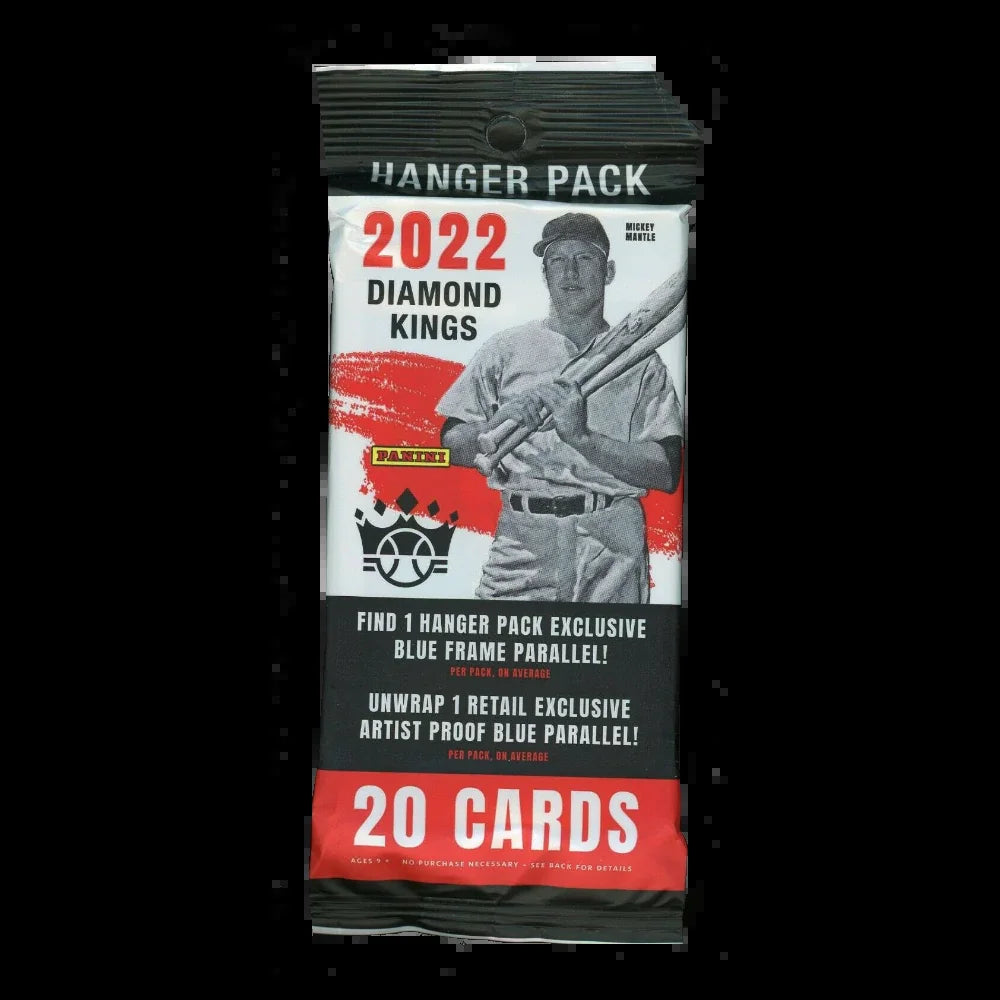 HANGER PACK
2022
MICKEY
MANTLE
DIAMOND
KINGS
PANINI
FIND 1 HANGER PACK EXCLUSIVE
BLUE FRAME PARALLEL!
PER PACK, ON AVERAGE
UNWRAP 1 RETAIL EXCLUSIVE
ARTIST PROOF BLUE PARALLEL!
PER PACK, ON AVERAGE
20 CARDS
AGES 9+ NO PURCHASE NECESSARY – SEE BACK FOR DETAILS